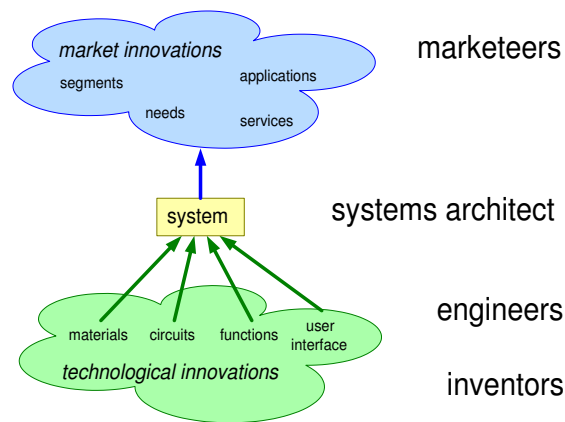 marketeers
market innovations
segments
applications
needs
services
system
systems architect
engineers
materials
circuits
functions
user
interface
technological innovations
inventors